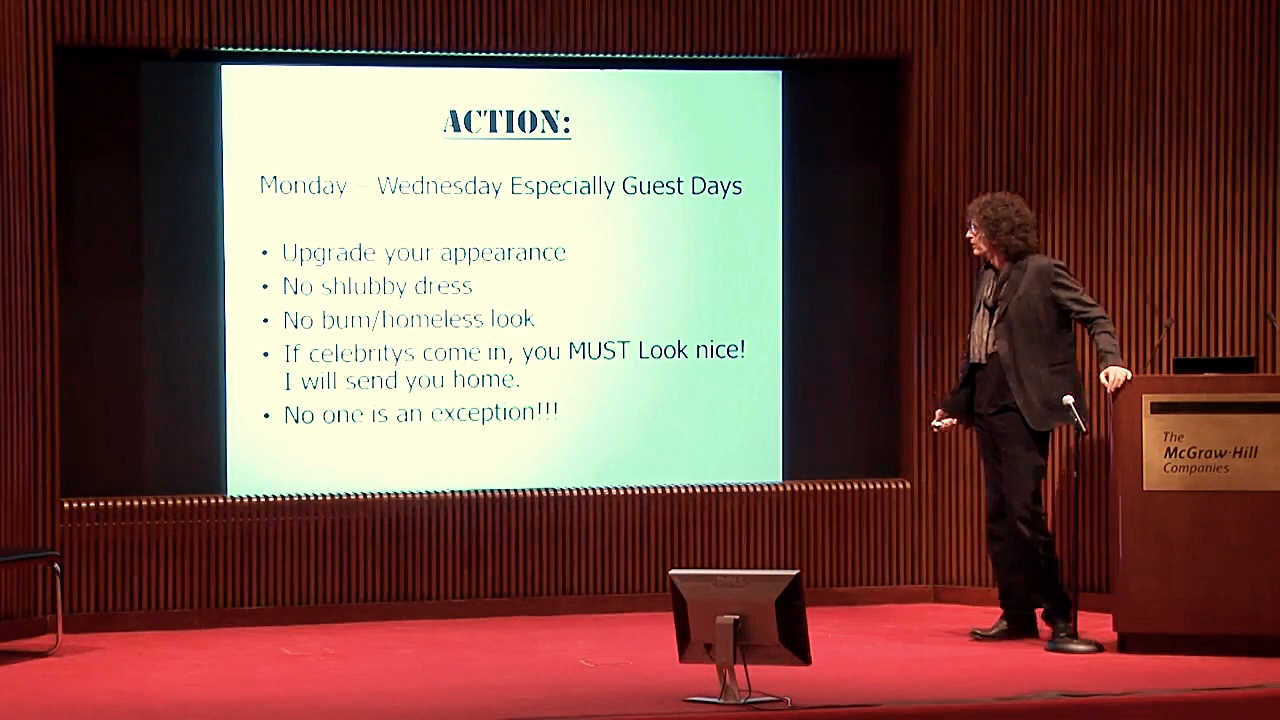 ACTION:
Monday – Wednesday Especially Guest Days
• Upgrade your appearance
• No shlubby dress
• No bum/homeless look
• If celebritys come in, you MUST Look nice!
I will send you home.
• No one is an exception!!!
The
McGraw·Hill
Companies
DELL